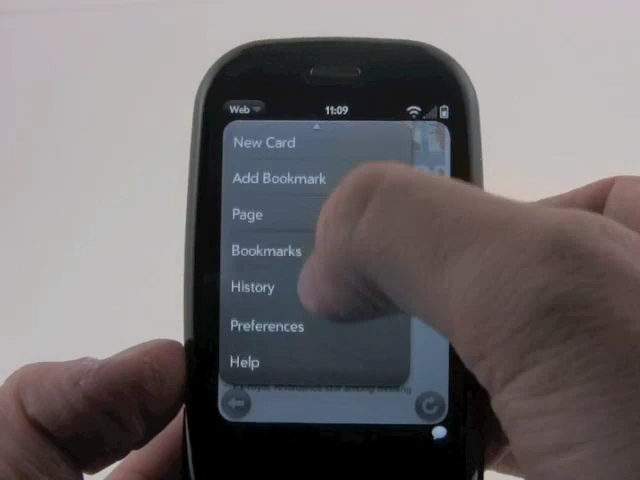 Web 11:09
New Card
Add Bookmark
Page
Bookmarks
History
Preferences
Help